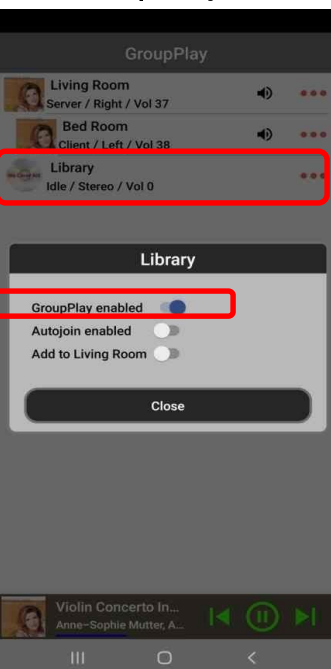 GroupPlay
Living Room
Server / Right / Vol 37
Bed Room
Client / Left / Vol 38
Library
Idle / Stereo / Vol 0
Library
GroupPlay enabled
Autojoin enabled
Add to Living Room
Close
Violin Concerto In...
Anne-Sophie Mutter, A...